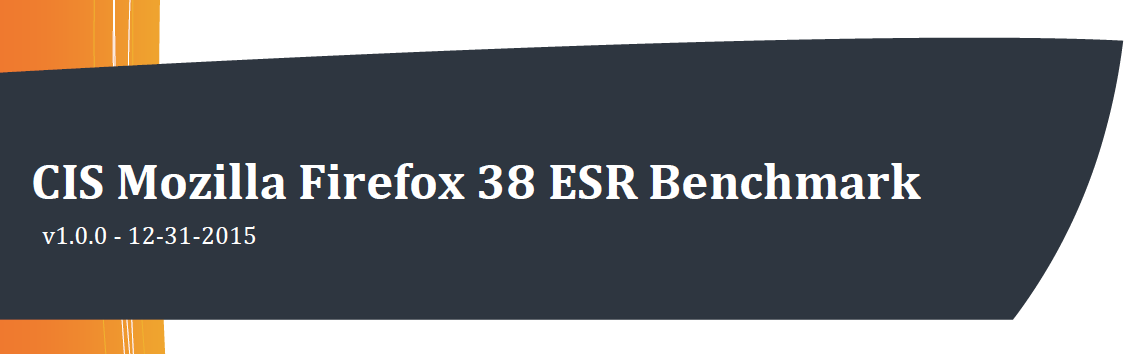 CIS Mozilla Firefox 38 ESR Benchmark
v1.0.0 - 12-31-2015